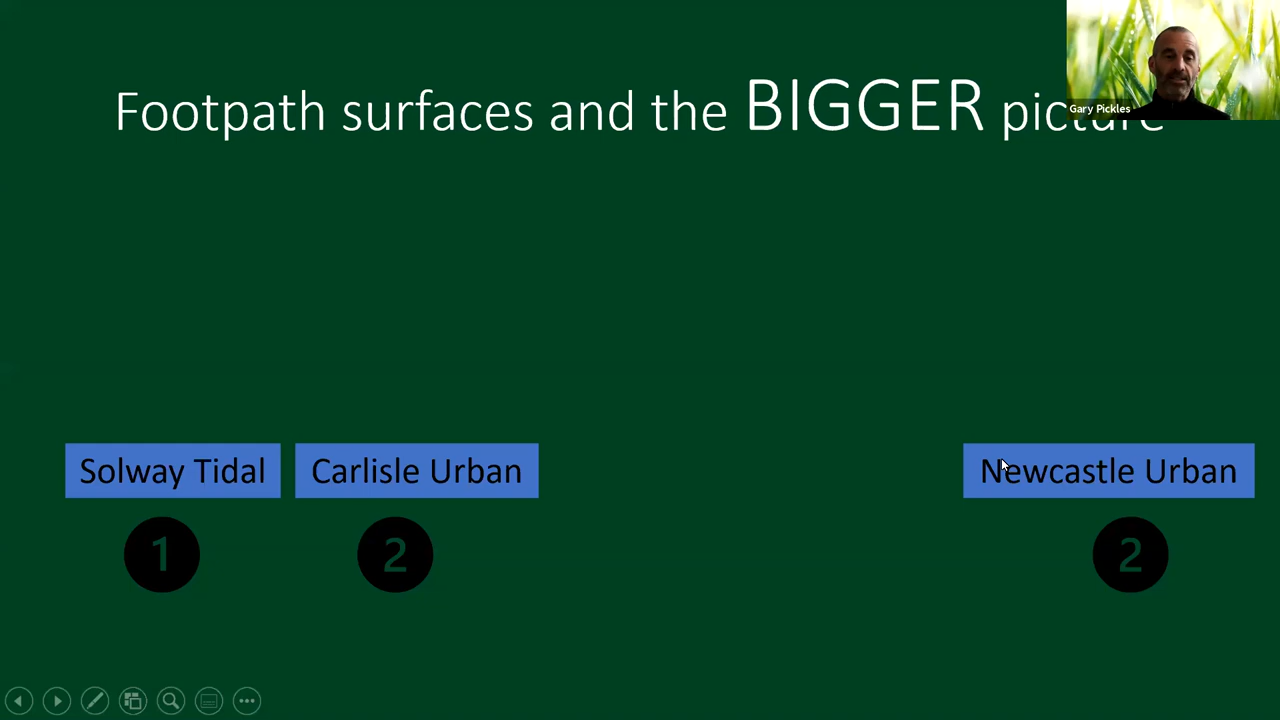 Footpath surfaces and the BIGGER picture
Gary Pickles
Solway Tidal
Carlisle Urban
Newcastle Urban
1
2
2